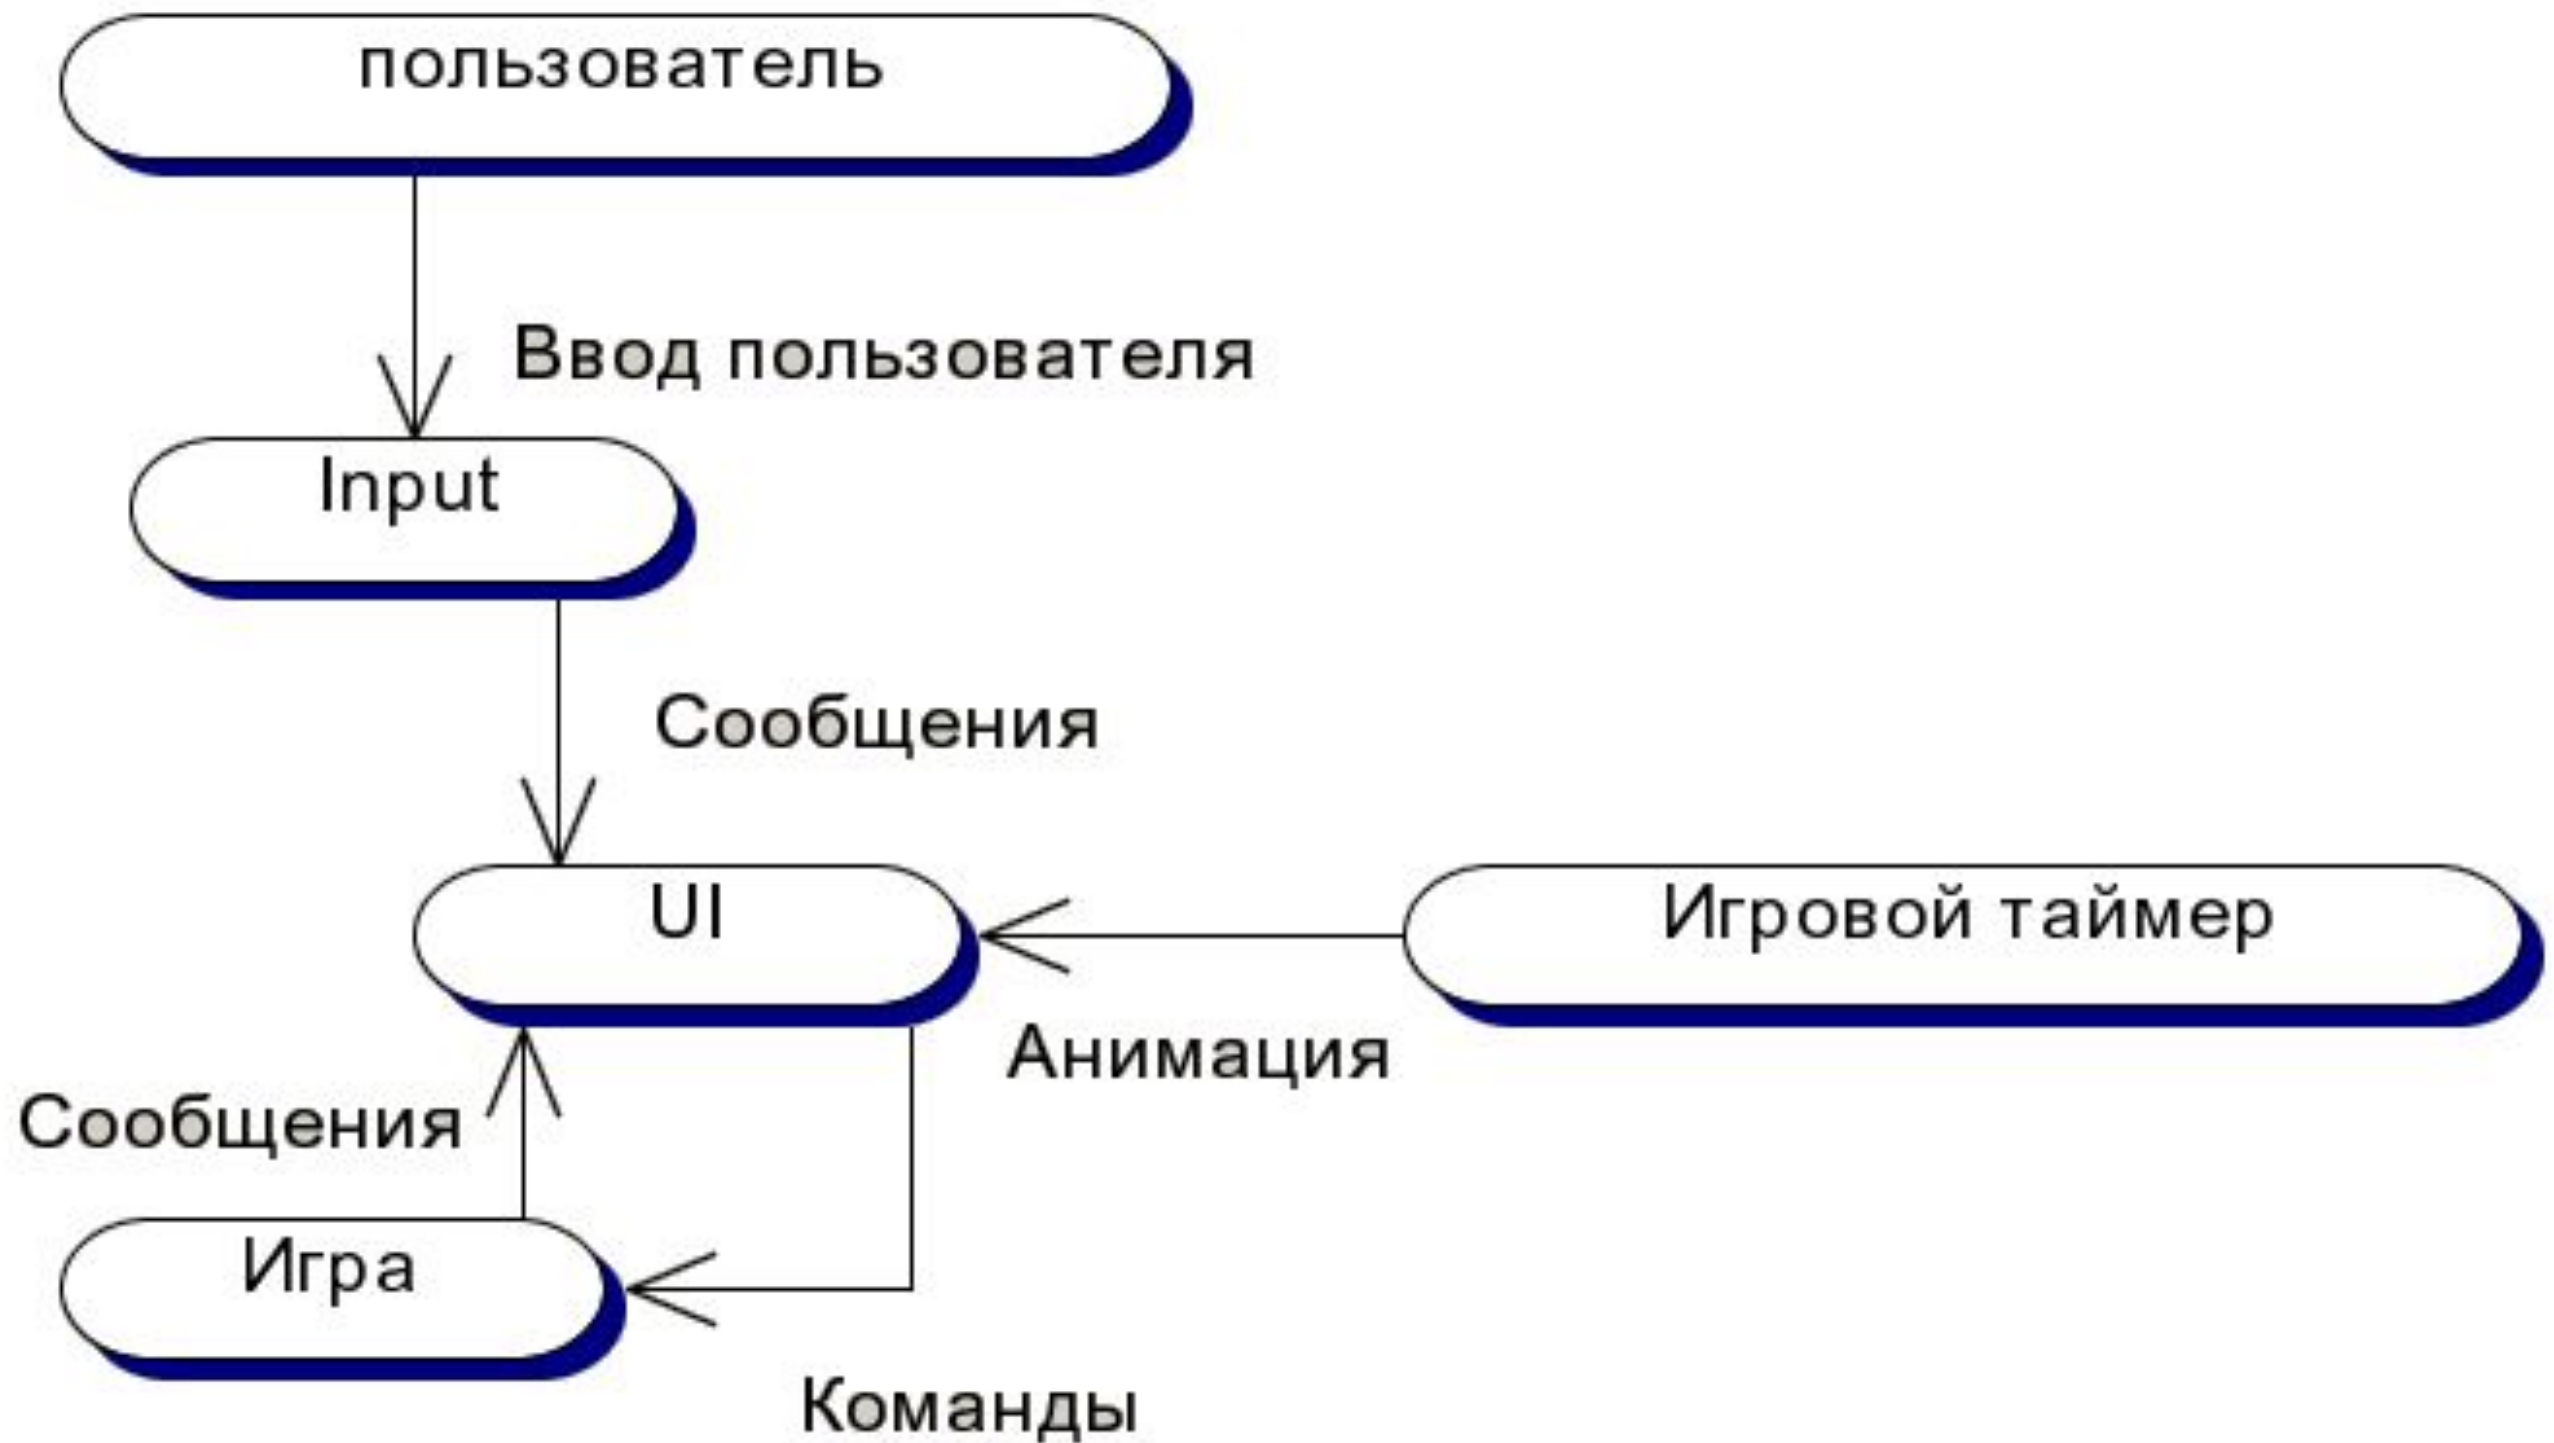 пользователь
Ввод пользователя
Input
Сообщения
UI
Игровой таймер
Анимация
Сообщения
Игра
Команды